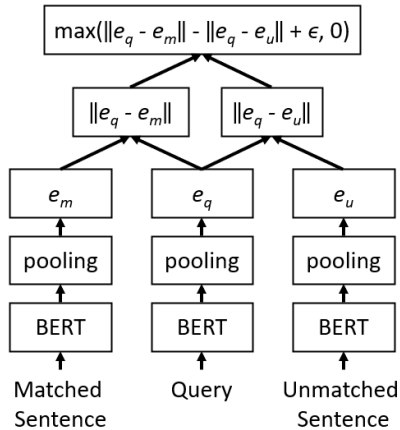 max(‖e_q - e_m‖ - ‖e_q - e_u‖ + ϵ, 0)
‖e_q - e_m‖ ‖e_q - e_u‖
e_m e_q e_u
pooling pooling pooling
BERT BERT BERT
Matched Query Unmatched
Sentence Sentence